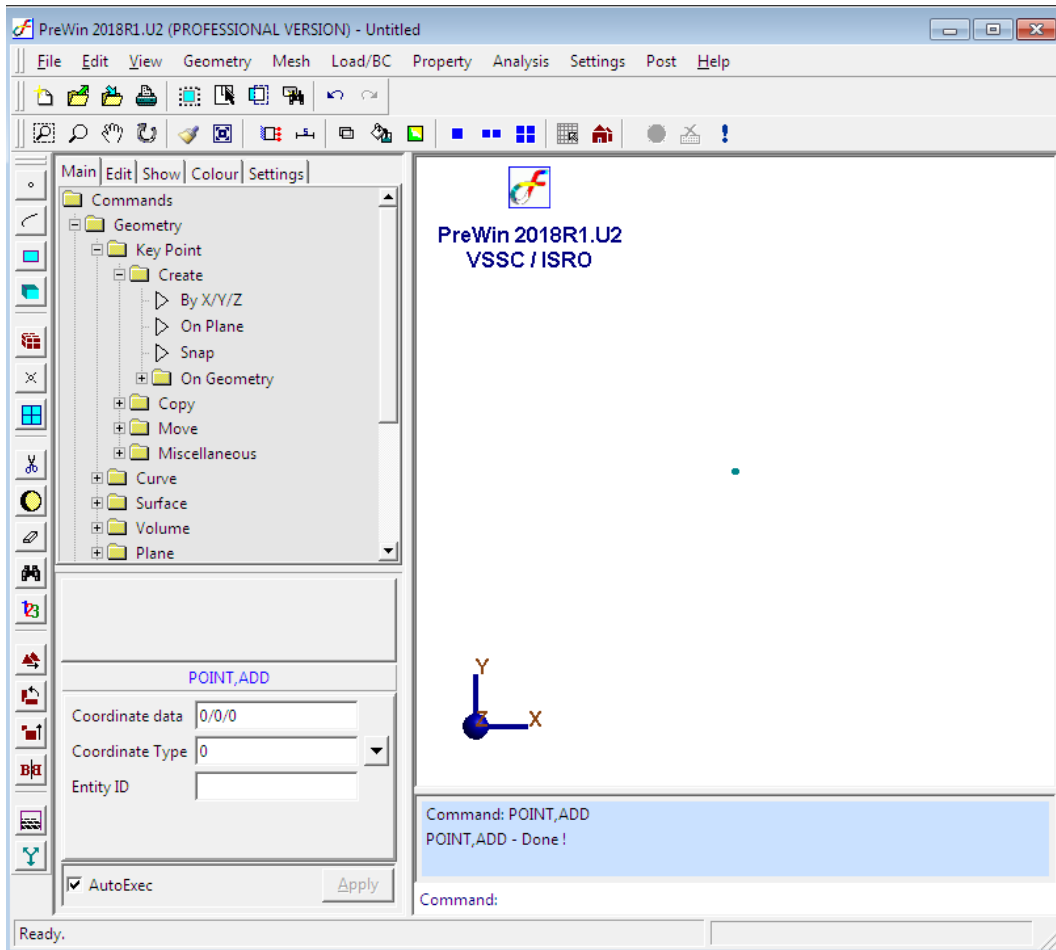 PreWin 2018R1.U2 (PROFESSIONAL VERSION) - Untitled
File Edit View Geometry Mesh Load/BC Property Analysis Settings Post Help
Main Edit Show Colour Settings
Commands
Geometry
Key Point
Create
By X/Y/Z
On Plane
Snap
On Geometry
Copy
Move
Miscellaneous
Curve
Surface
Volume
Plane
POINT,ADD
Coordinate data 0/0/0
Coordinate Type 0
Entity ID
AutoExec Apply
PreWin 2018R1.U2
VSSC / ISRO
Y
Z X
Command: POINT,ADD
POINT,ADD - Done !
Command:
Ready.